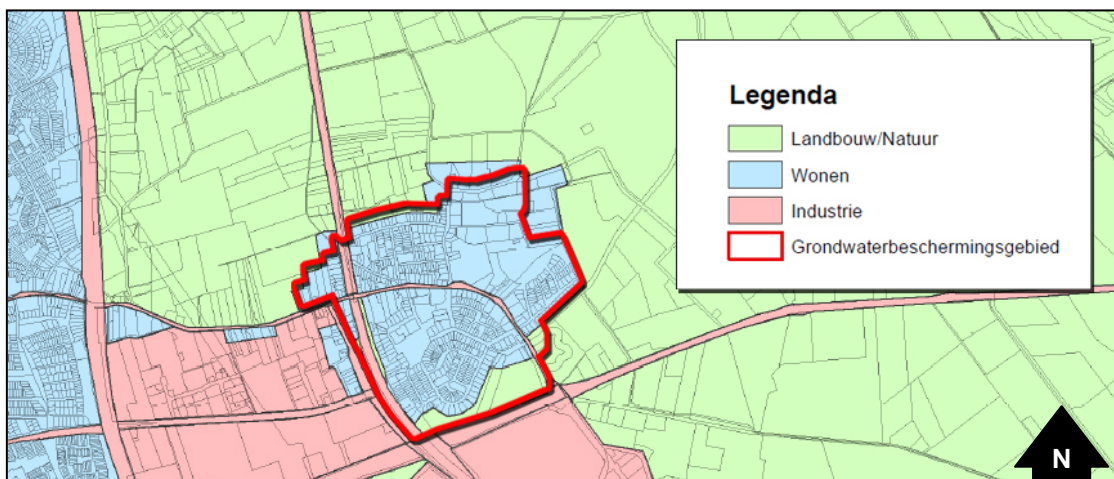 Legenda
Landbouw/Natuur
Wonen
Industrie
Grondwaterbeschermingsgebied
N